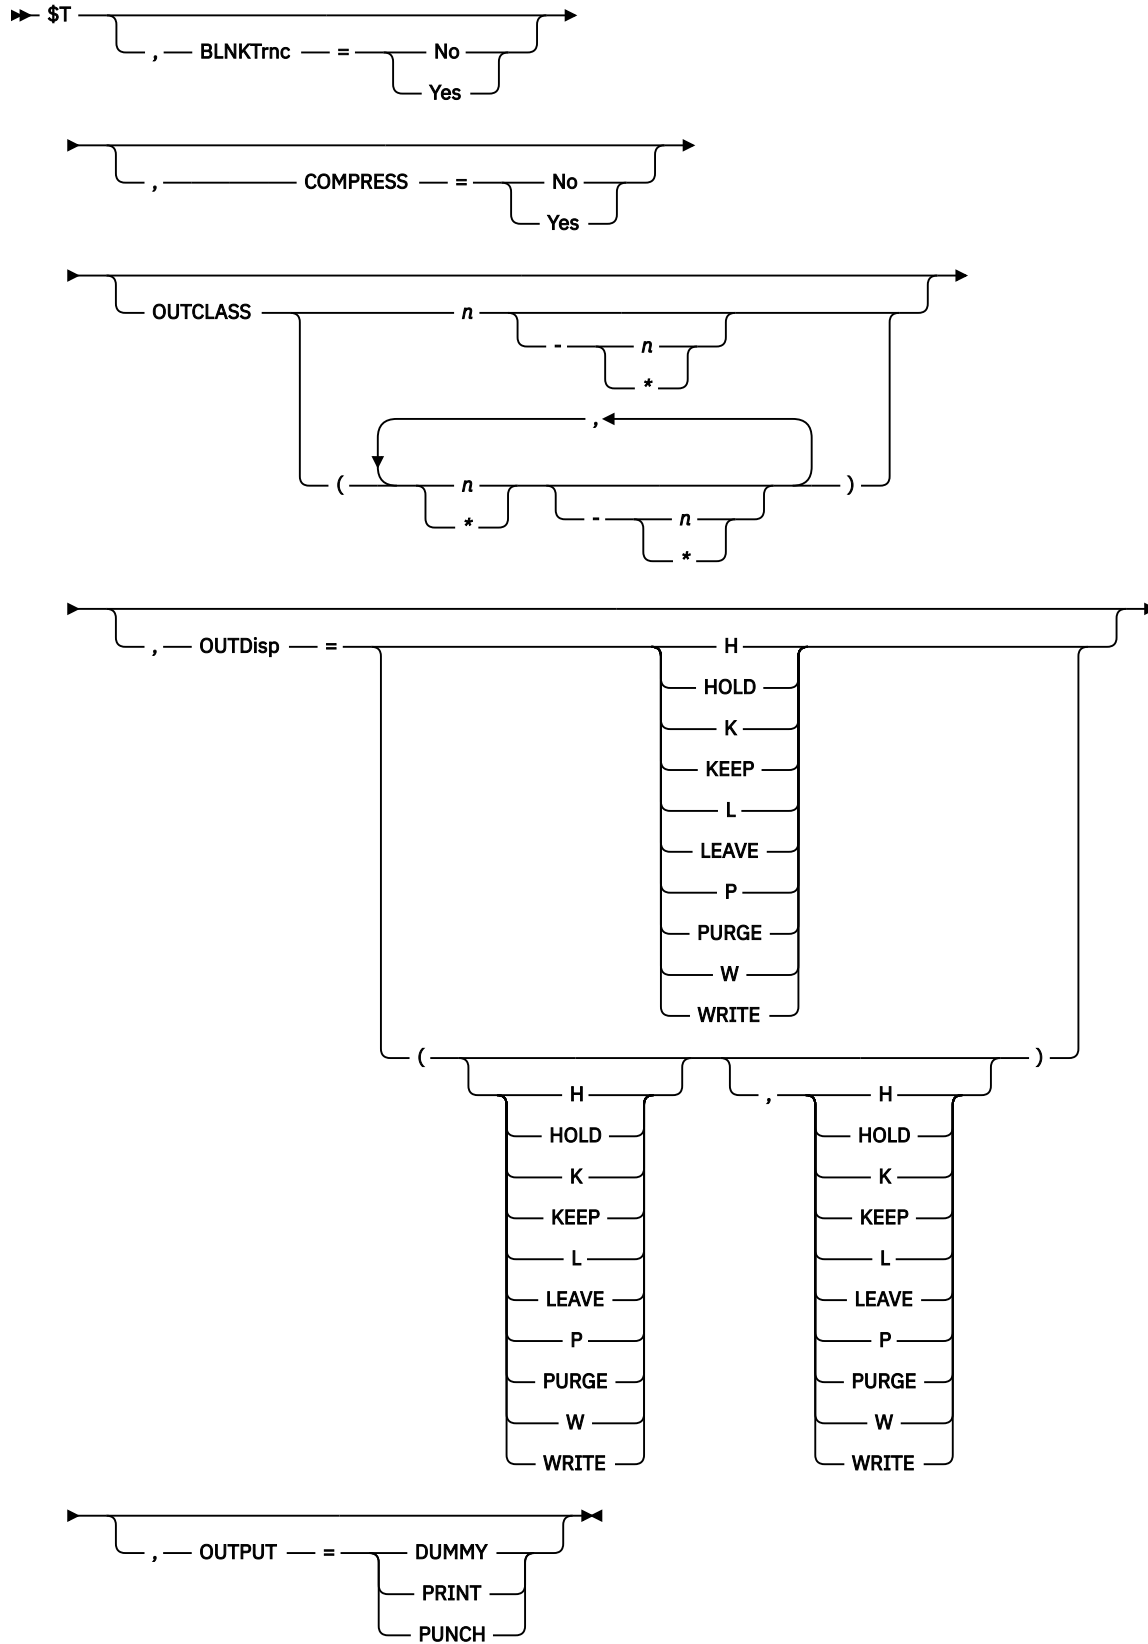 $T
, BLNKTrnc = No
Yes
, COMPRESS = No
Yes
OUTCLASS n
- n
*
,
( n )
* - n
*
, OUTDisp = H
HOLD
K
KEEP
L
LEAVE
P
PURGE
W
WRITE
( )
H , H
HOLD HOLD
K K
KEEP KEEP
L L
LEAVE LEAVE
P P
PURGE PURGE
W W
WRITE WRITE
, OUTPUT = DUMMY
PRINT
PUNCH